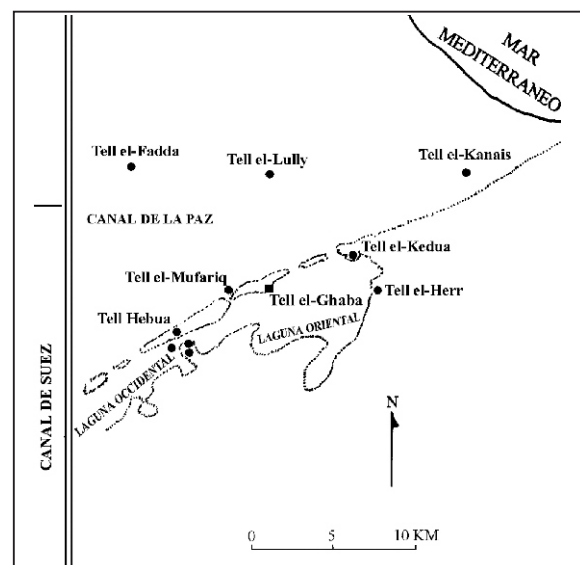 MAR
MEDITERRANEO
Tell el-Fadda
Tell el-Lully
Tell el-Kanais
CANAL DE LA PAZ
Tell el-Kedua
Tell el-Mufariq
Tell el-Ghaba
Tell el-Herr
Tell Hebua
LAGUNA ORIENTAL
LAGUNA OCCIDENTAL
CANAL DE SUEZ
N
0 5 10 KM